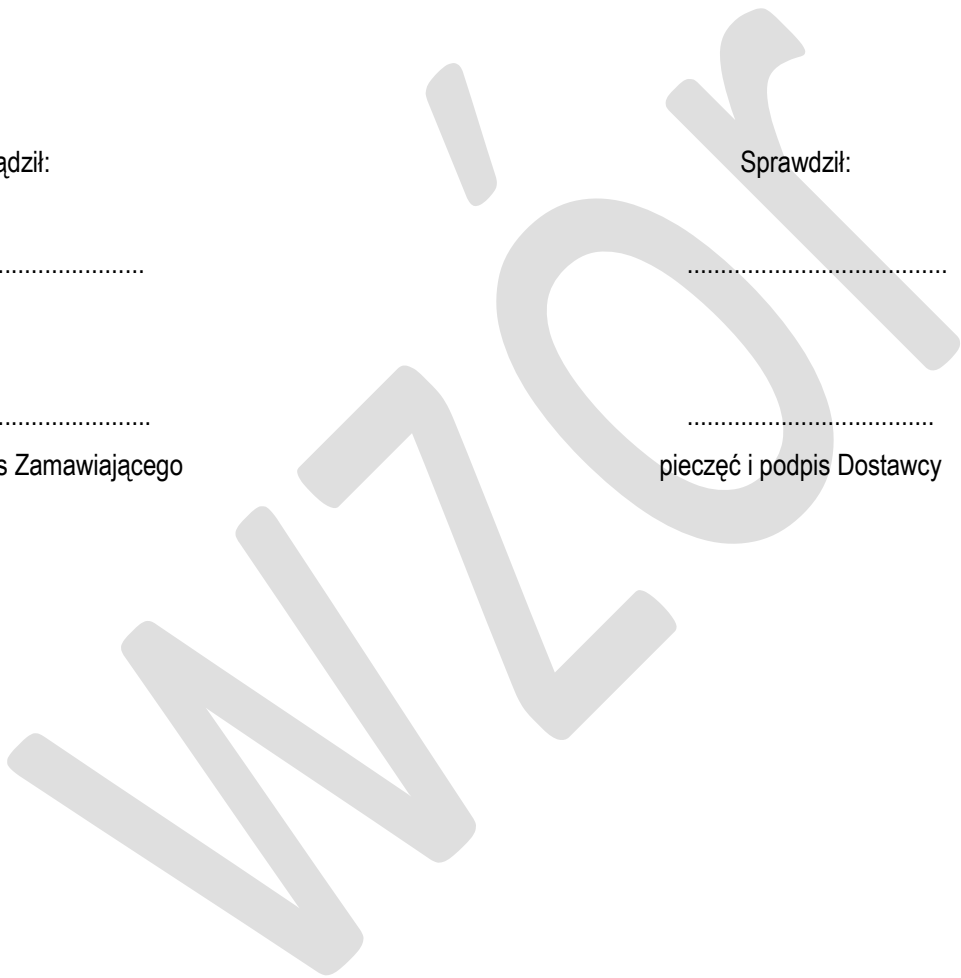 ądził: Sprawdził:
...................... .......................................
...................... .....................................
s Zamawiającego pieczęć i podpis Dostawcy
wzór